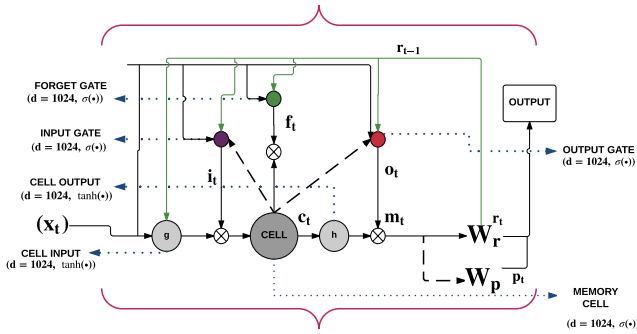 r_{t-1}
FORGET GATE
(d = 1024, σ(•))
f_t
INPUT GATE
(d = 1024, σ(•))
i_t
CELL OUTPUT
(d = 1024, tanh(•))
(x_t)
CELL INPUT
(d = 1024, tanh(•))
g
CELL
c_t
h
o_t
m_t
OUTPUT
OUTPUT GATE
(d = 1024, σ(•))
r_t
W_r
W_p
p_t
MEMORY
CELL
(d = 1024, σ(•)